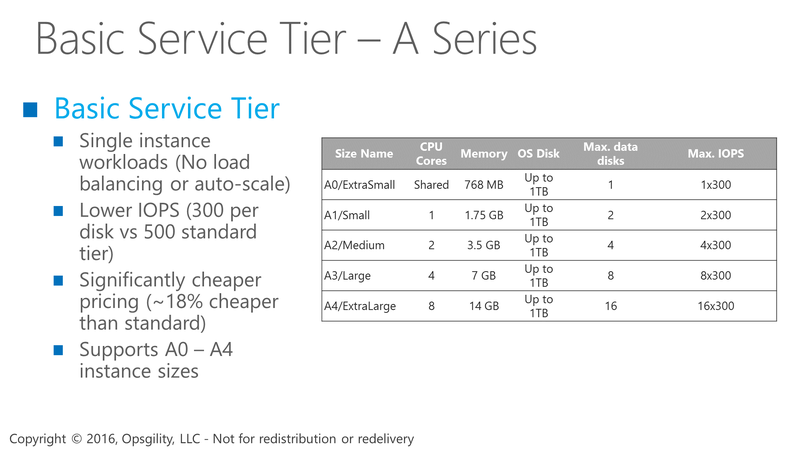 Basic Service Tier – A Series
Basic Service Tier
Single instance
workloads (No load
balancing or auto-scale)
Lower IOPS (300 per
disk vs 500 standard
tier)
Significantly cheaper
pricing (~18% cheaper
than standard)
Supports A0 – A4
instance sizes
Size Name CPU Cores Memory OS Disk Max. data disks Max. IOPS
A0/ExtraSmall Shared 768 MB Up to 1TB 1 1x300
A1/Small 1 1.75 GB Up to 1TB 2 2x300
A2/Medium 2 3.5 GB Up to 1TB 4 4x300
A3/Large 4 7 GB Up to 1TB 8 8x300
A4/ExtraLarge 8 14 GB Up to 1TB 16 16x300
Copyright © 2016, Opsgility, LLC - Not for redistribution or redelivery